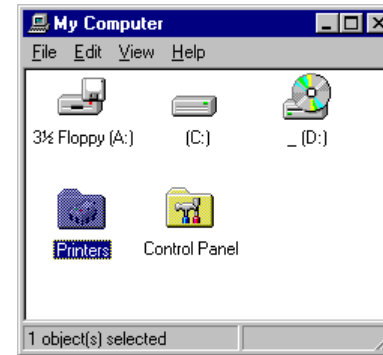 My Computer
File Edit View Help
3½ Floppy (A:) (C:) _ (D:)
Printers Control Panel
1 object(s) selected